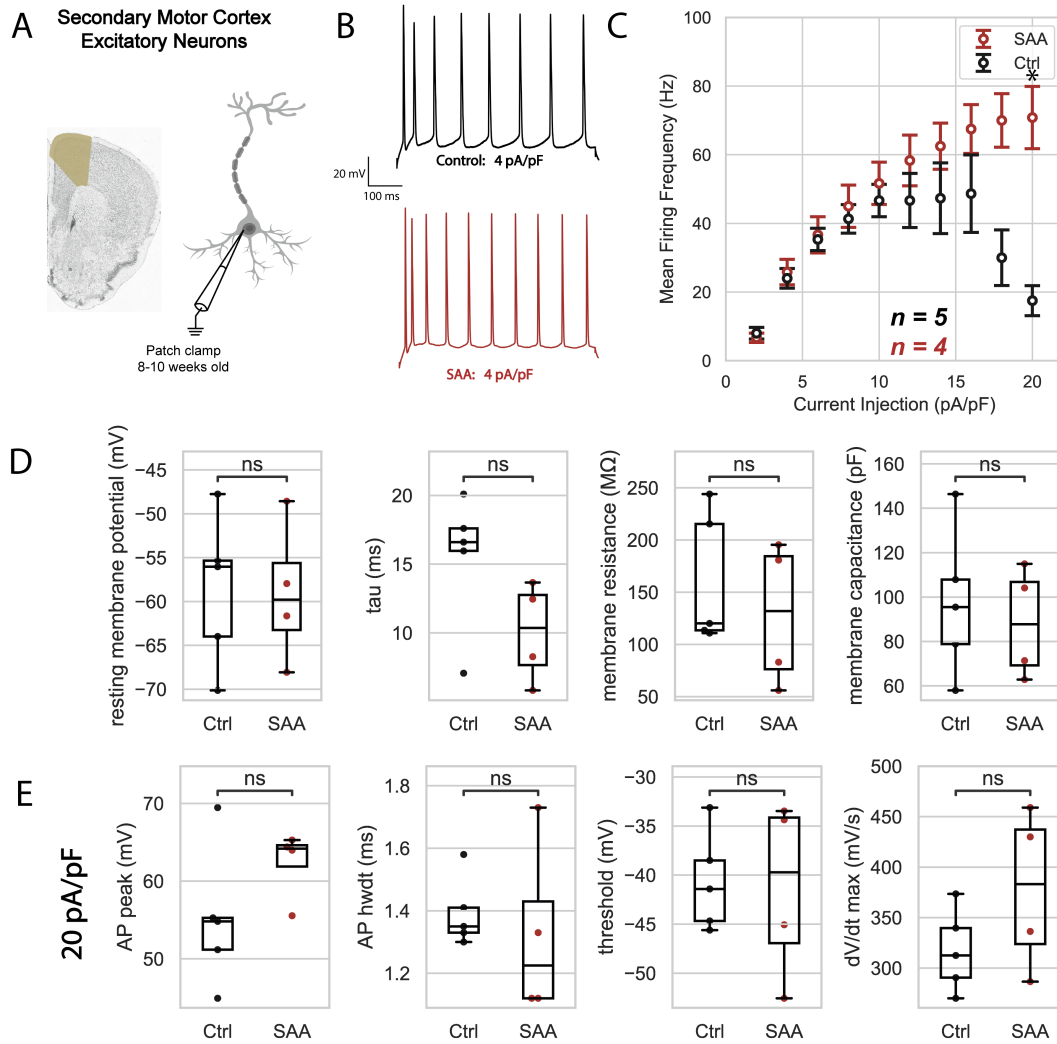 A
Secondary Motor Cortex
Excitatory Neurons
Patch clamp
8-10 weeks old
B
Control: 4 pA/pF
20 mV
100 ms
SAA: 4 pA/pF
C
Mean Firing Frequency (Hz)
100
80
60
40
20
0
SAA
Ctrl
*
n = 5
n = 4
0
5
10
15
20
Current Injection (pA/pF)
D
resting membrane potential (mV)
−45
−50
−55
−60
−65
−70
ns
Ctrl
SAA
tau (ms)
20
15
10
ns
Ctrl
SAA
membrane resistance (MΩ)
250
200
150
100
50
ns
Ctrl
SAA
membrane capacitance (pF)
160
140
120
100
80
60
ns
Ctrl
SAA
E
20 pA/pF
AP peak (mV)
70
60
50
ns
Ctrl
SAA
AP hwdt (ms)
1.8
1.6
1.4
1.2
ns
Ctrl
SAA
threshold (mV)
−30
−35
−40
−45
−50
ns
Ctrl
SAA
dV/dt max (mV/s)
500
450
400
350
300
ns
Ctrl
SAA